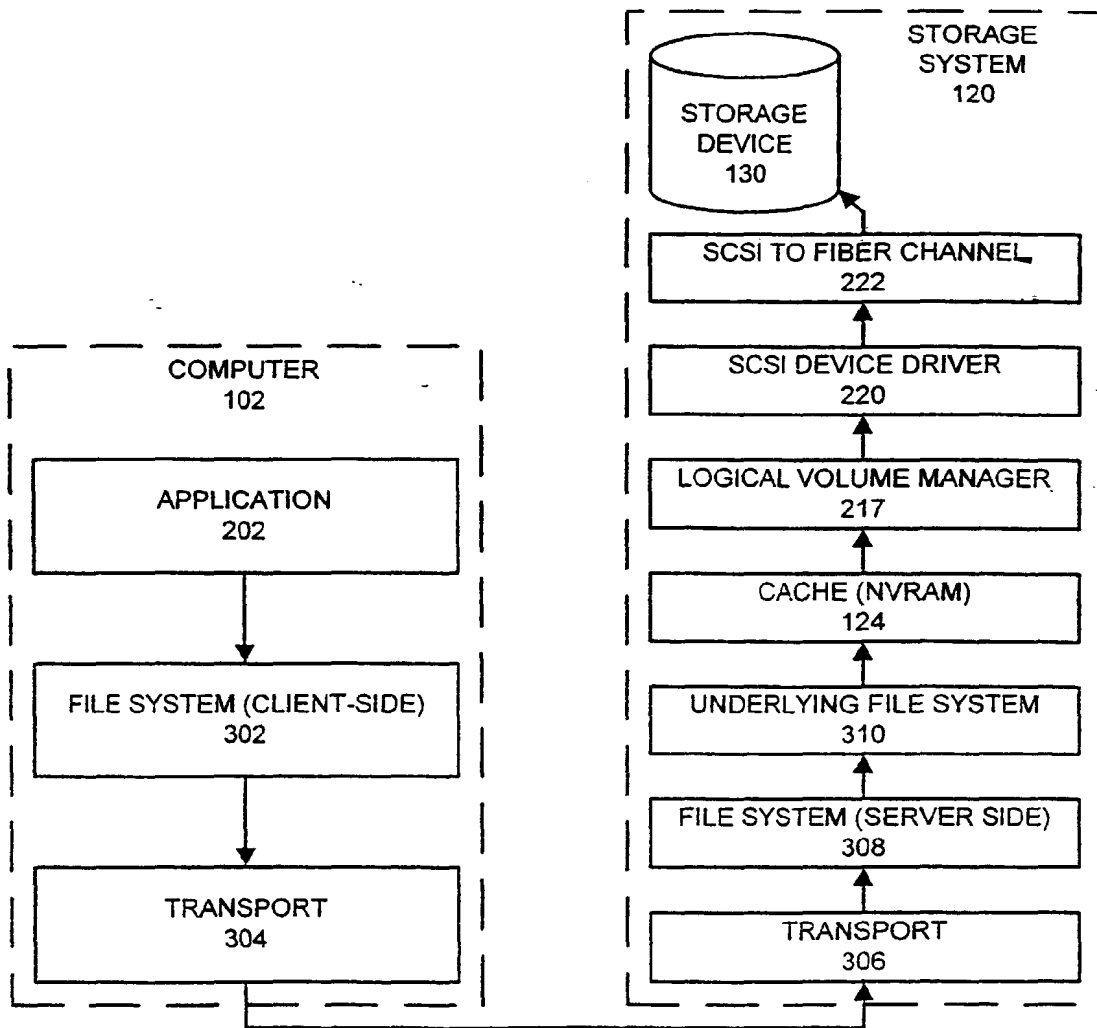 COMPUTER
102
APPLICATION
202
FILE SYSTEM (CLIENT-SIDE)
302
TRANSPORT
304
STORAGE
SYSTEM
120
STORAGE
DEVICE
130
SCSI TO FIBER CHANNEL
222
SCSI DEVICE DRIVER
220
LOGICAL VOLUME MANAGER
217
CACHE (NVRAM)
124
UNDERLYING FILE SYSTEM
310
FILE SYSTEM (SERVER SIDE)
308
TRANSPORT
306